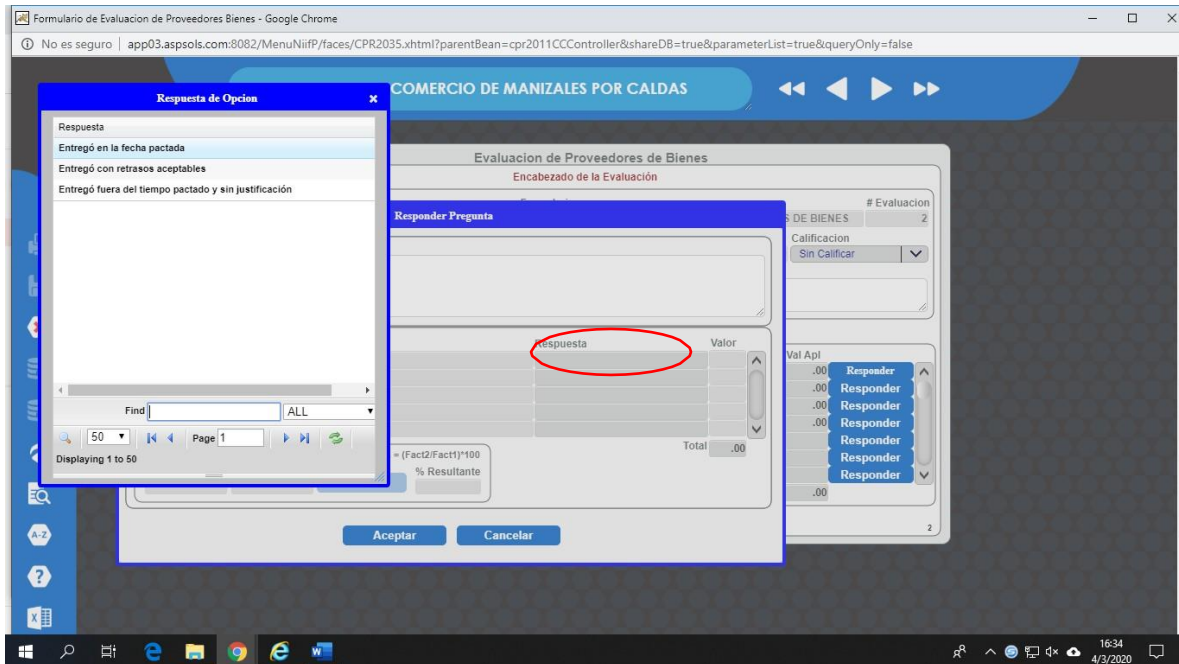 Formulario de Evaluacion de Proveedores Bienes - Google Chrome
No es seguro | app03.aspsols.com:8082/MenuNiifP/faces/CPR2035.xhtml?parentBean=cpr2011CCController&shareDB=true&parameterList=true&queryOnly=false
COMERCIO DE MANIZALES POR CALDAS
Respuesta de Opcion
Respuesta
Entregó en la fecha pactada
Entregó con retrasos aceptables
Entregó fuera del tiempo pactado y sin justificación
Find ALL
50 Page 1
Displaying 1 to 50
Evaluacion de Proveedores de Bienes
Encabezado de la Evaluación
# Evaluacion
S DE BIENES 2
Calificacion
Sin Calificar
Responder Pregunta
Respuesta Valor
Total .00
= (Fact2/Fact1)*100
% Resultante
Aceptar Cancelar
Val Apl
.00 Responder
.00 Responder
.00 Responder
.00 Responder
Responder
Responder
Responder
.00
2
A-Z
16:34
4/3/2020